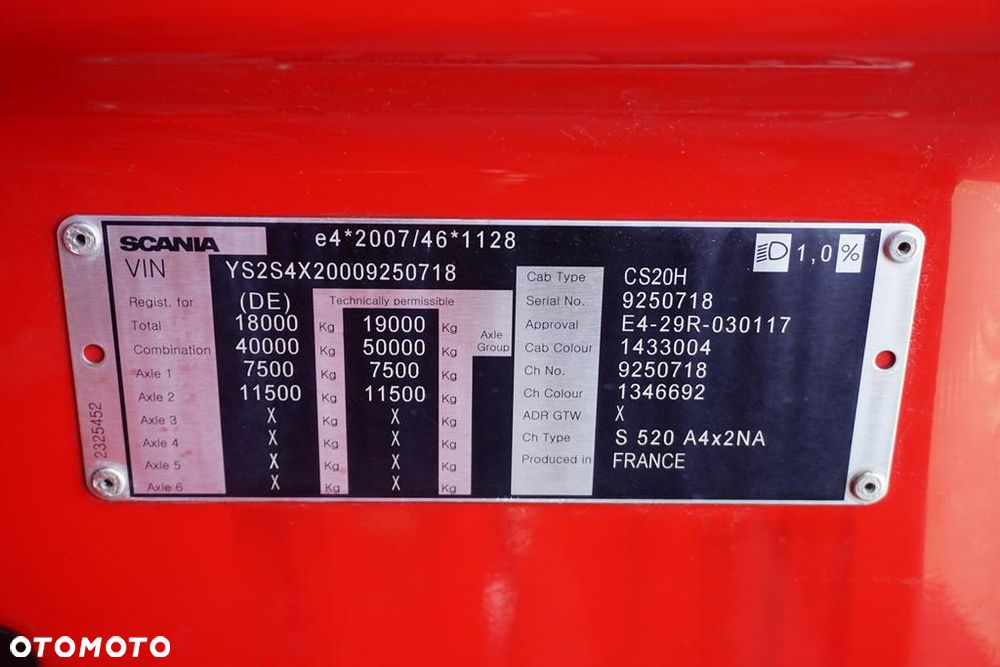 SCANIA e4*2007/46*1128 1,0 %
VIN YS2S4X20009250718
Regist. for (DE) Technically permissible
Total 18000 Kg 19000 Kg
Combination 40000 Kg 50000 Kg
Axle Group
Axle 1 7500 Kg 7500 Kg
Axle 2 11500 Kg 11500 Kg
Axle 3 X Kg X Kg
Axle 4 X Kg X Kg
Axle 5 X Kg X Kg
Axle 6 X Kg X Kg
Cab Type CS20H
Serial No. 9250718
Approval E4-29R-030117
Cab Colour 1433004
Ch No. 9250718
Ch Colour 1346692
ADR GTW X
Ch Type S 520 A4x2NA
Produced in FRANCE
2325452
OTOMOTO